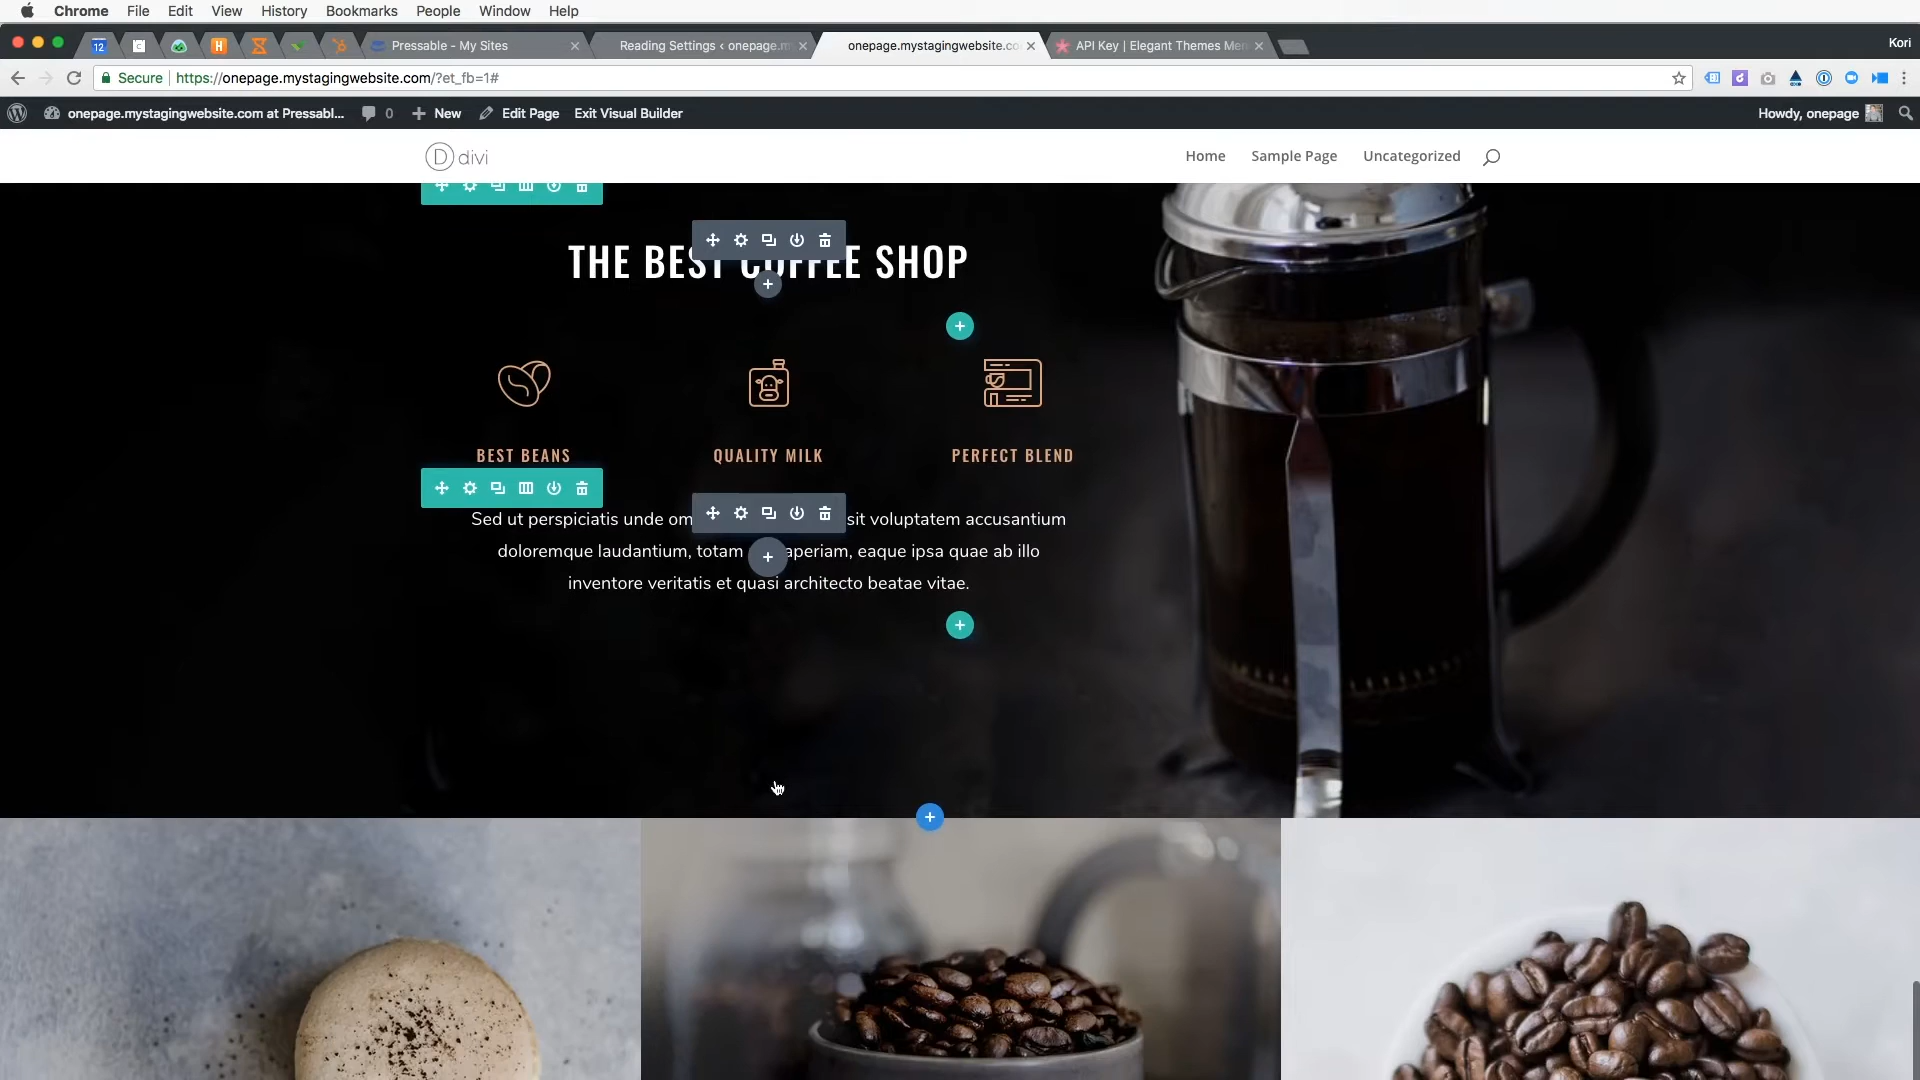 Chrome File Edit View History Bookmarks People Window Help
12 C H Pressable - My Sites Reading Settings ‹ onepage.m onepage.mystagingwebsite.co API Key | Elegant Themes Mem Kori
Secure https://onepage.mystagingwebsite.com/?et_fb=1#
onepage.mystagingwebsite.com at Pressabl... 0 New Edit Page Exit Visual Builder Howdy, onepage
D divi Home Sample Page Uncategorized
THE BEST COFFEE SHOP
BEST BEANS QUALITY MILK PERFECT BLEND
Sed ut perspiciatis unde om sit voluptatem accusantium
doloremque laudantium, totam aperiam, eaque ipsa quae ab illo
inventore veritatis et quasi architecto beatae vitae.